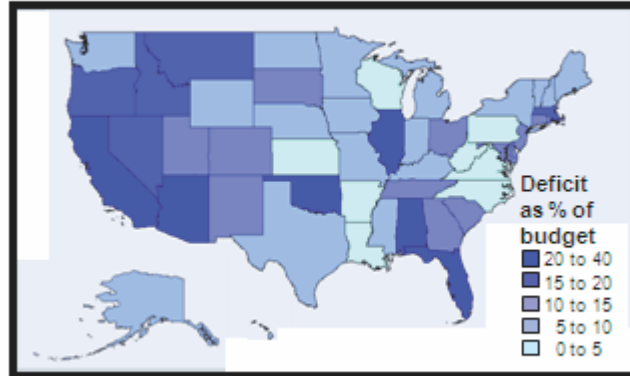 Deficit
as % of
budget
20 to 40
15 to 20
10 to 15
5 to 10
0 to 5